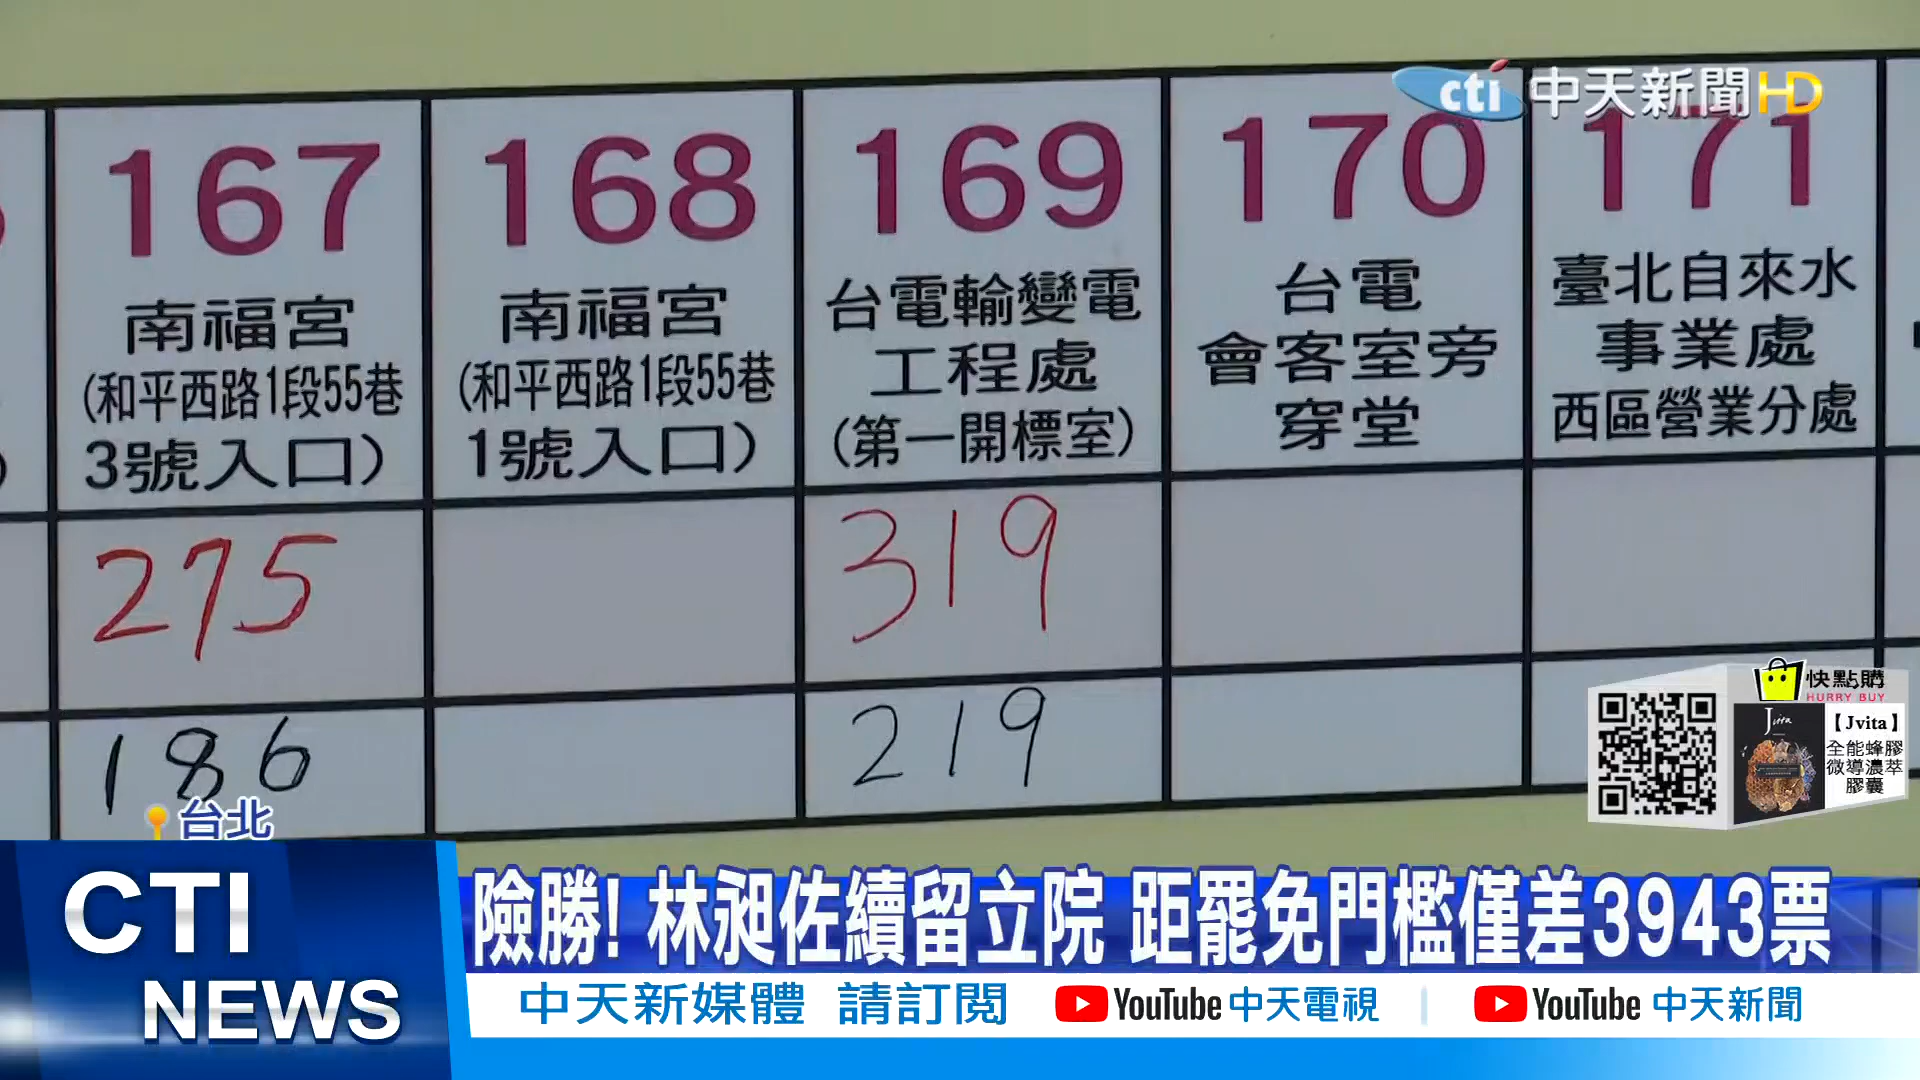 cti 中天新聞HD
167
南福宮
(和平西路1段55巷
3號入口)
275
186
168
南福宮
(和平西路1段55巷
1號入口)
169
台電輸變電
工程處
(第一開標室)
319
219
170
台電
會客室旁
穿堂
171
臺北自來水
事業處
西區營業分處
快點購
HURRY BUY
Jvita
【Jvita】
全能蜂膠
微導濃萃
膠囊
台北
CTI
NEWS
險勝! 林昶佐續留立院 距罷免門檻僅差3943票
中天新媒體 請訂閱 YouTube 中天電視 | YouTube 中天新聞